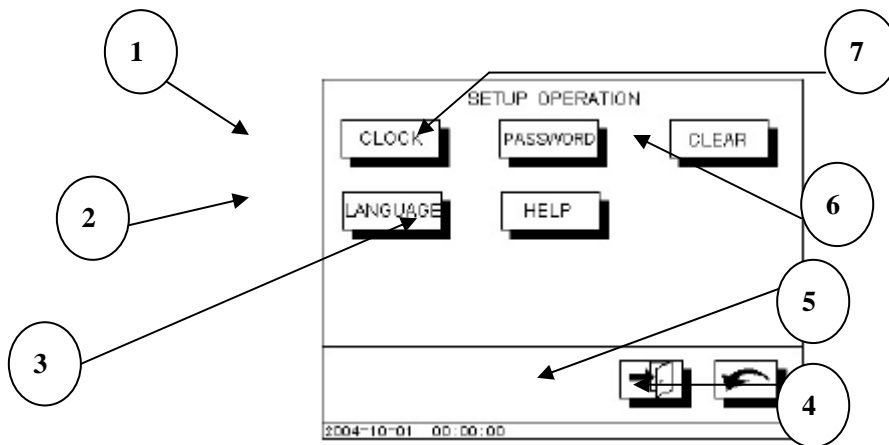 1
7
SETUP OPERATION
CLOCK PASSWORD CLEAR
2
LANGUAGE HELP
6
5
3
4
2004-10-01 00:00:00